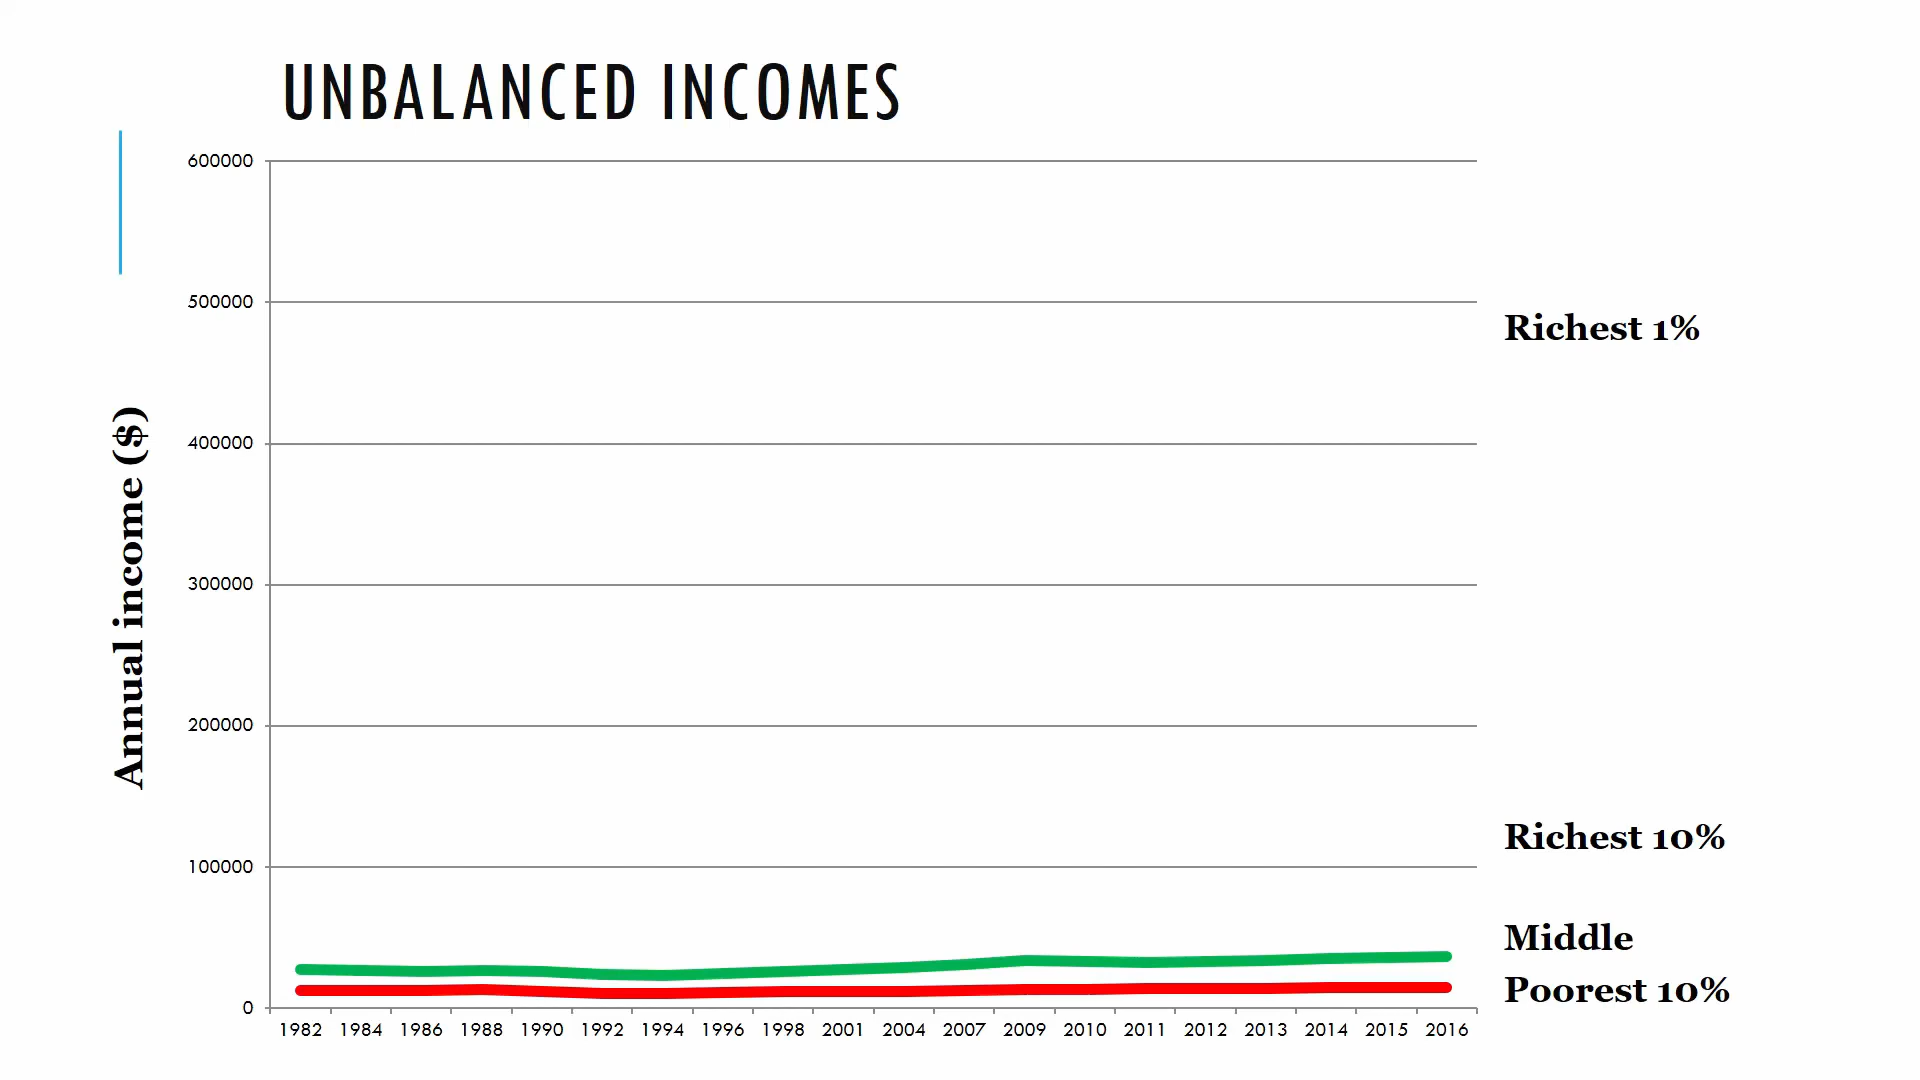 UNBALANCED INCOMES
Annual income ($)
600000
500000
400000
300000
200000
100000
0
1982 1984 1986 1988 1990 1992 1994 1996 1998 2001 2004 2007 2009 2010 2011 2012 2013 2014 2015 2016
Richest 1%
Richest 10%
Middle
Poorest 10%